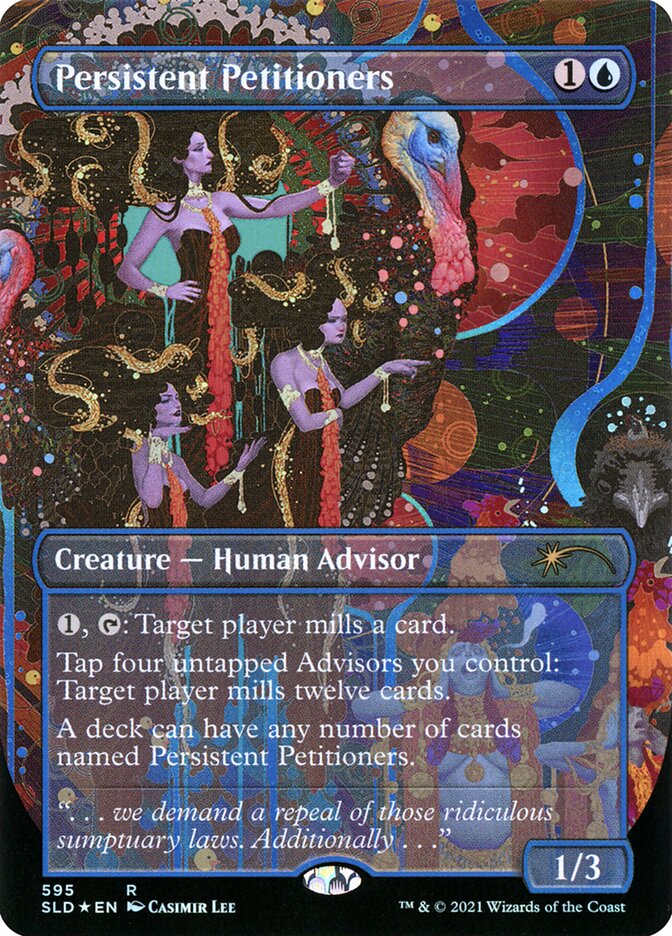 Persistent Petitioners 1
Creature — Human Advisor
1, : Target player mills a card.
Tap four untapped Advisors you control:
Target player mills twelve cards.
A deck can have any number of cards
named Persistent Petitioners.
“. . . we demand a repeal of those ridiculous
sumptuary laws. Additionally . . .”
1/3
595 R
SLD ★ EN Casimir Lee
™ & © 2021 Wizards of the Coast